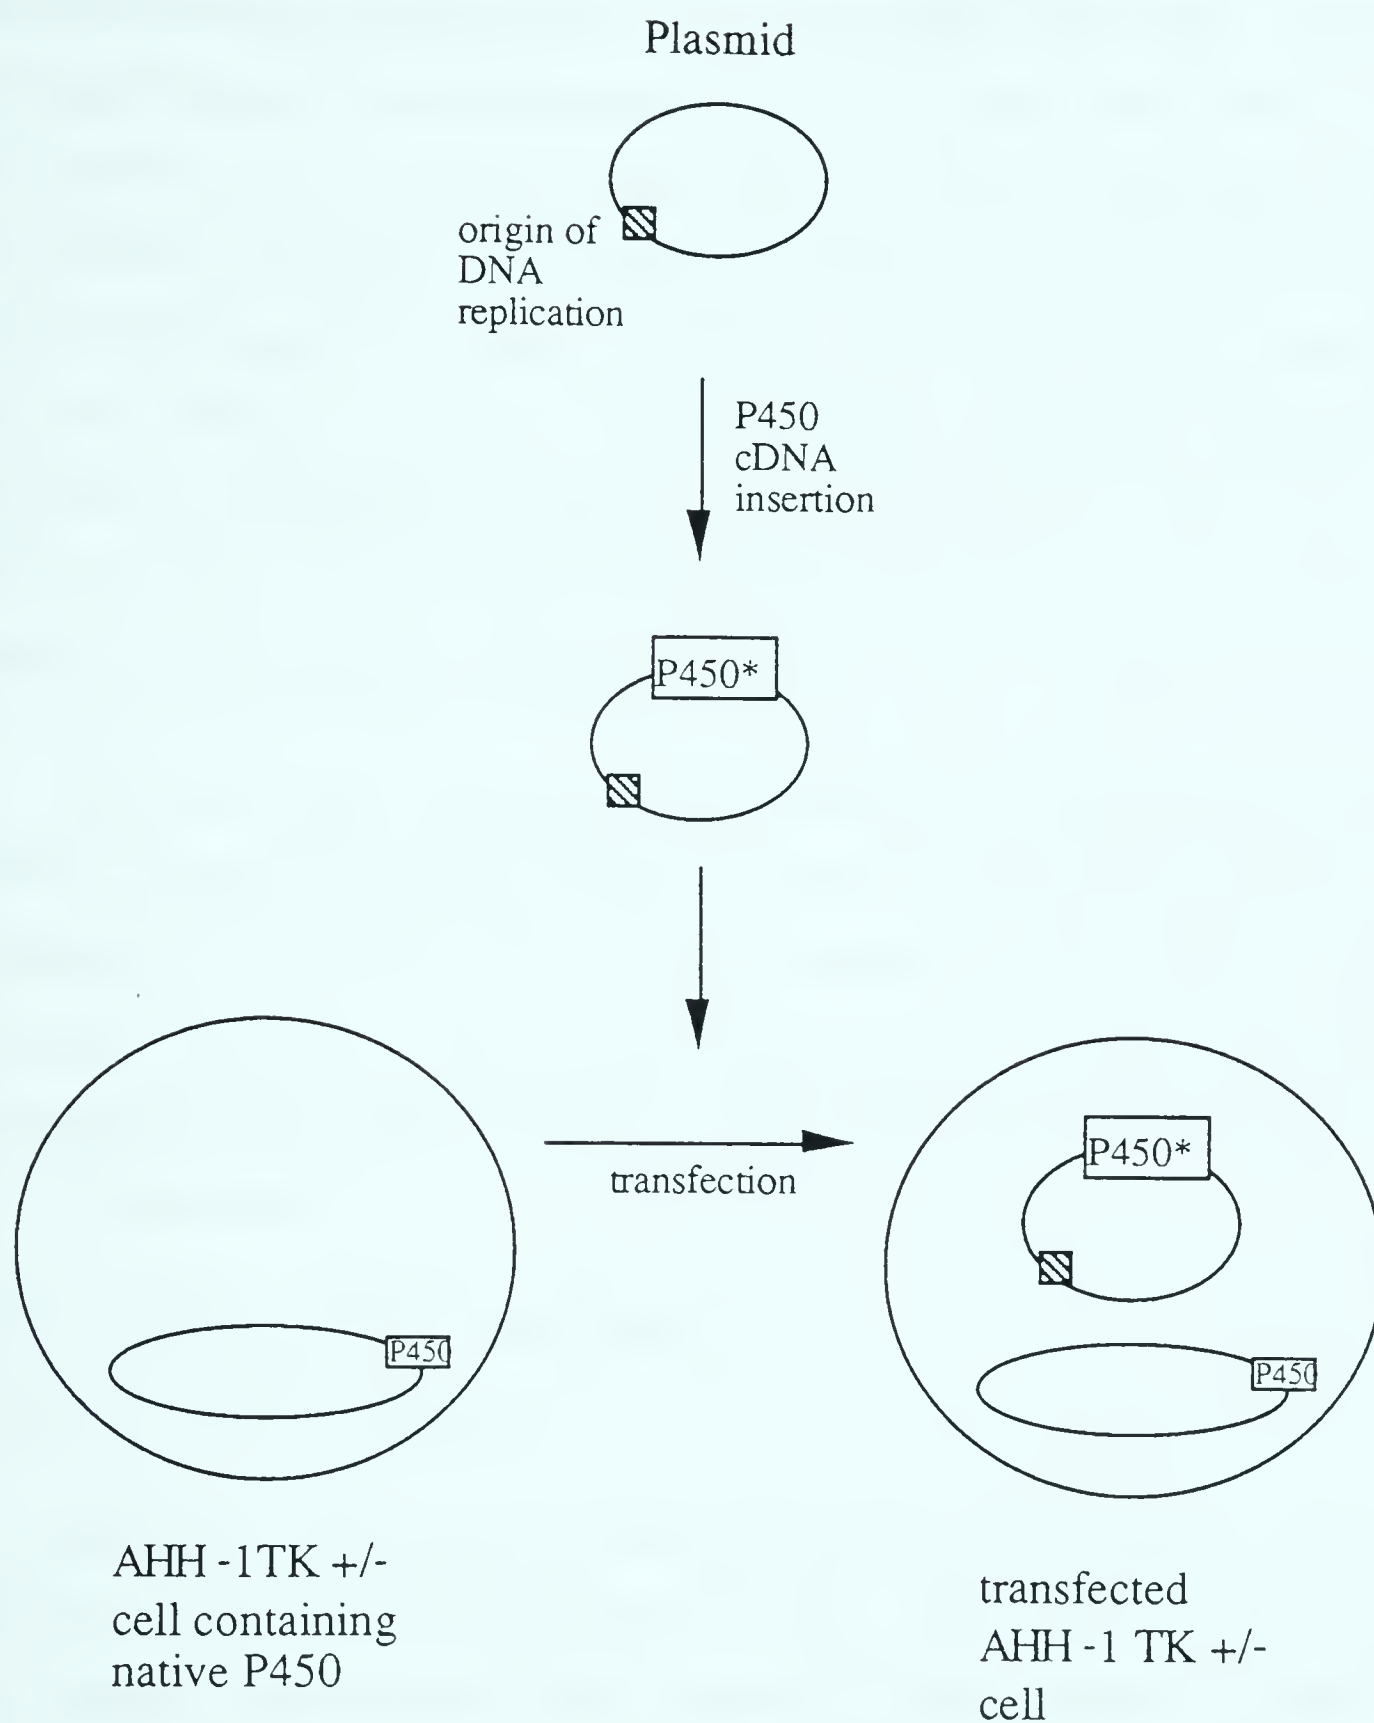 Plasmid
origin of
DNA
replication
P450
cDNA
insertion
P450*
P450*
transfection
P450
P450
AHH -1TK +/-
cell containing
native P450
transfected
AHH -1 TK +/-
cell